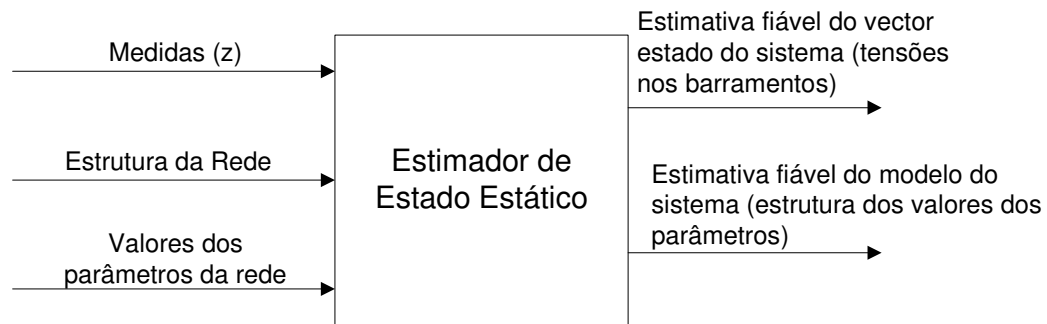 Medidas (z)
Estrutura da Rede
Valores dos
parâmetros da rede
Estimador de
Estado Estático
Estimativa fiável do vector
estado do sistema (tensões
nos barramentos)
Estimativa fiável do modelo do
sistema (estrutura dos valores dos
parâmetros)